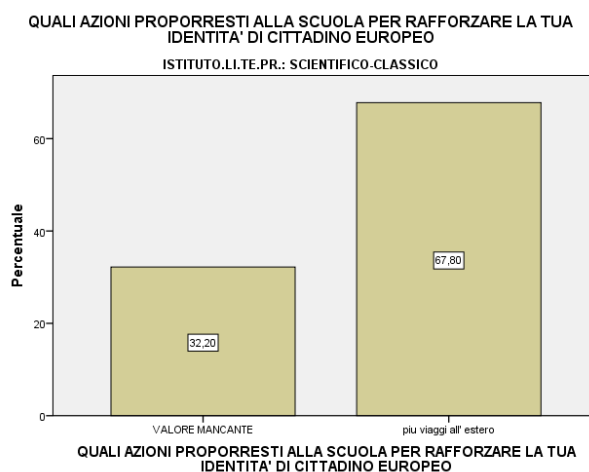 QUALI AZIONI PROPORRESTI ALLA SCUOLA PER RAFFORZARE LA TUA
IDENTITA' DI CITTADINO EUROPEO
ISTITUTO.LI.TE.PR.: SCIENTIFICO-CLASSICO
Percentuale
60
40
20
0
32,20
67,80
VALORE MANCANTE
piu viaggi all' estero
QUALI AZIONI PROPORRESTI ALLA SCUOLA PER RAFFORZARE LA TUA
IDENTITA' DI CITTADINO EUROPEO